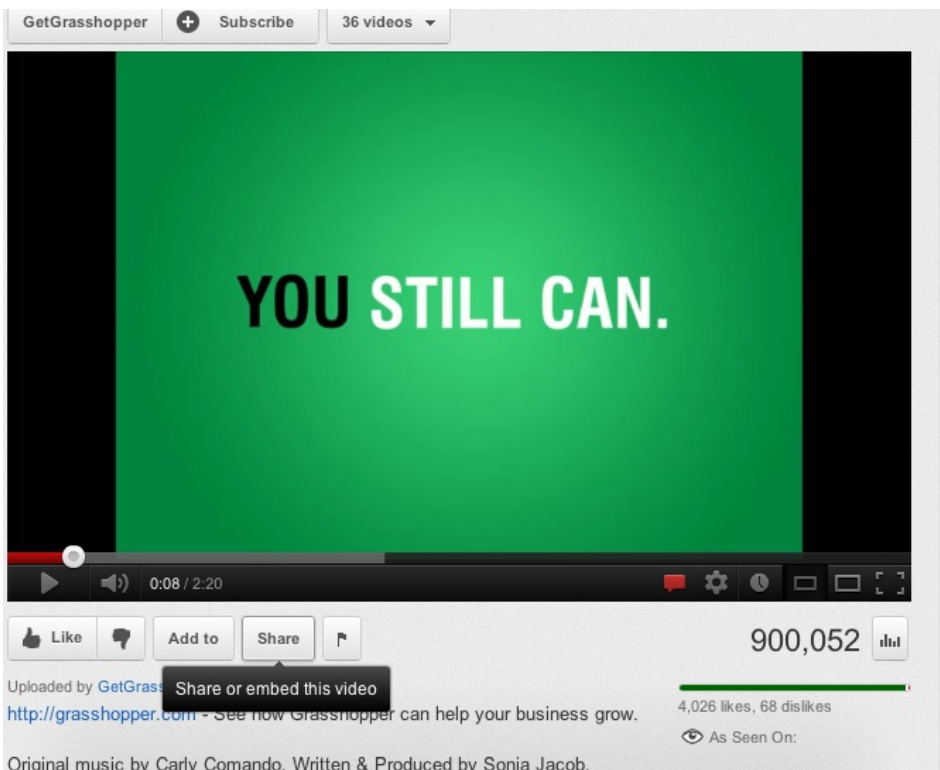 GetGrasshopper Subscribe 36 videos
YOU STILL CAN.
0:08 / 2:20
Like Add to Share 900,052
Share or embed this video
Uploaded by GetGrass
4,026 likes, 68 dislikes
http://grasshopper.com - See how Grasshopper can help your business grow.
As Seen On:
Original music by Carly Comando. Written & Produced by Sonja Jacob.